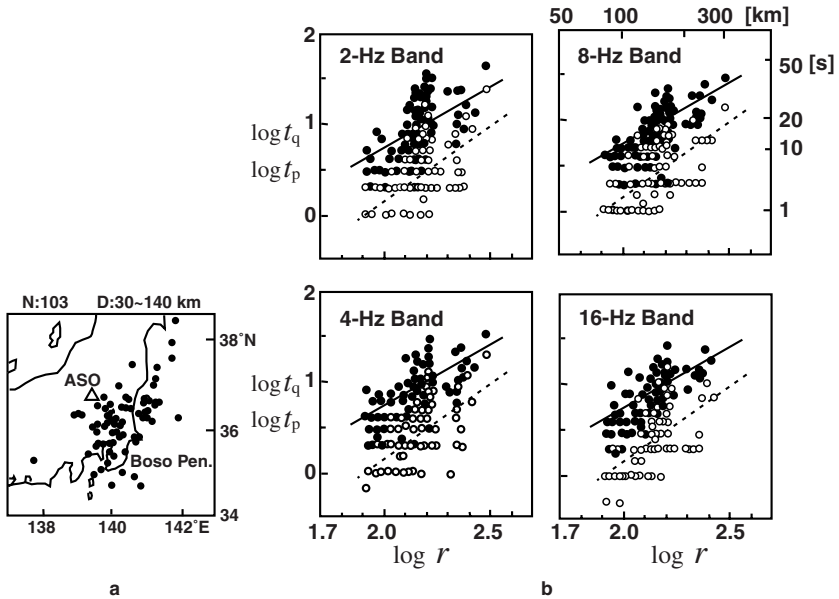 50 100 300 [km]
2-Hz Band
8-Hz Band
2
1
0
log t_q
log t_p
50 [s]
20
10
1
N:103 D:30~140 km
38°N
36
34
ASO
Boso Pen.
138 140 142°E
4-Hz Band
16-Hz Band
2
1
0
log t_q
log t_p
1.7 2.0 2.5
1.7 2.0 2.5
log r
log r
a
b